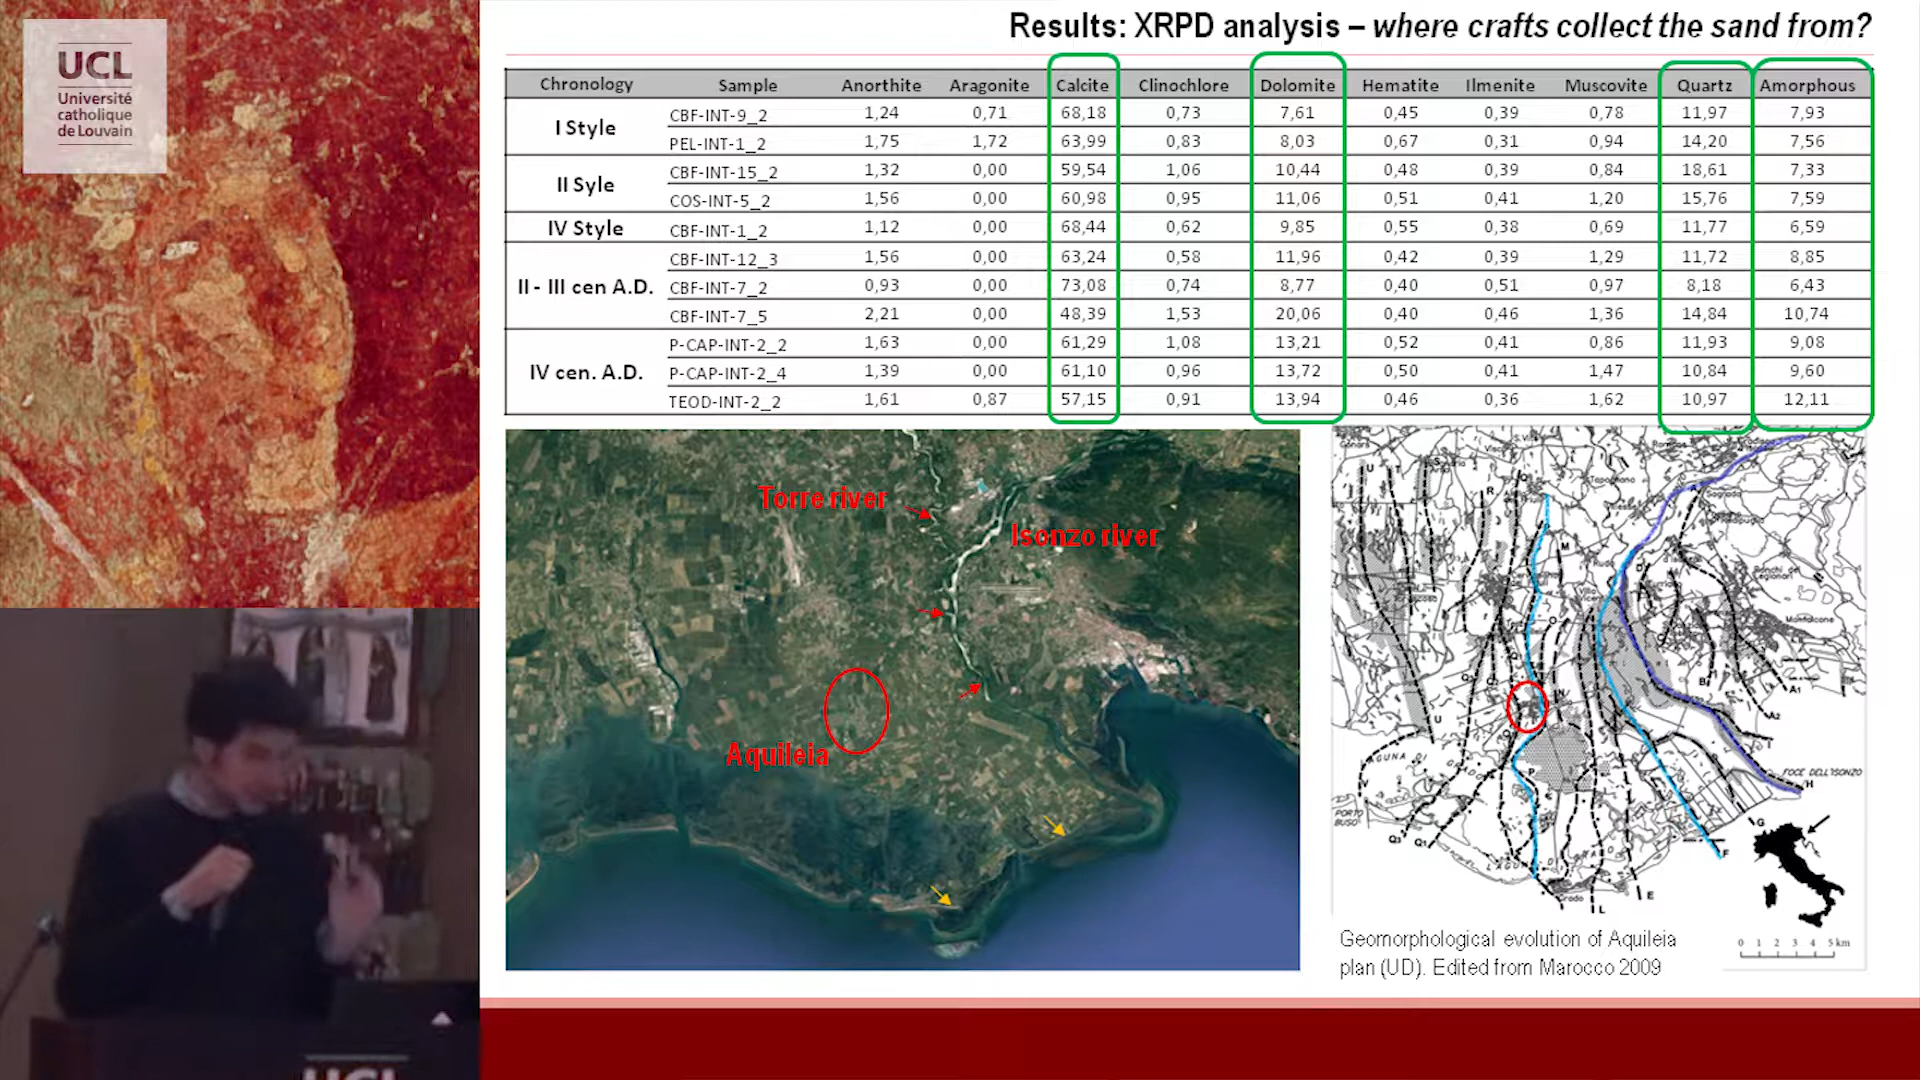 UCL
Université
catholique
de Louvain
Results: XRPD analysis – where crafts collect the sand from?
Chronology Sample Anorthite Aragonite Calcite Clinochlore Dolomite Hematite Ilmenite Muscovite Quartz Amorphous
I Style
CBF-INT-9_2 1,24 0,71 68,18 0,73 7,61 0,45 0,39 0,78 11,97 7,93
PEL-INT-1_2 1,75 1,72 63,99 0,83 8,03 0,67 0,31 0,94 14,20 7,56
II Syle
CBF-INT-15_2 1,32 0,00 59,54 1,06 10,44 0,48 0,39 0,84 18,61 7,33
COS-INT-5_2 1,56 0,00 60,98 0,95 11,06 0,51 0,41 1,20 15,76 7,59
IV Style CBF-INT-1_2 1,12 0,00 68,44 0,62 9,85 0,55 0,38 0,69 11,77 6,59
II - III cen A.D.
CBF-INT-12_3 1,56 0,00 63,24 0,58 11,96 0,42 0,39 1,29 11,72 8,85
CBF-INT-7_2 0,93 0,00 73,08 0,74 8,77 0,40 0,51 0,97 8,18 6,43
CBF-INT-7_5 2,21 0,00 48,39 1,53 20,06 0,40 0,46 1,36 14,84 10,74
IV cen. A.D.
P-CAP-INT-2_2 1,63 0,00 61,29 1,08 13,21 0,52 0,41 0,86 11,93 9,08
P-CAP-INT-2_4 1,39 0,00 61,10 0,96 13,72 0,50 0,41 1,47 10,84 9,60
TEOD-INT-2_2 1,61 0,87 57,15 0,91 13,94 0,46 0,36 1,62 10,97 12,11
Torre river
Isonzo river
Aquileia
Monfalcone
FOCE DELL'ISONZO
PORTO
BUSO
Grado
0 1 2 3 4 5 km
Geomorphological evolution of Aquileia
plan (UD). Edited from Marocco 2009
UCL